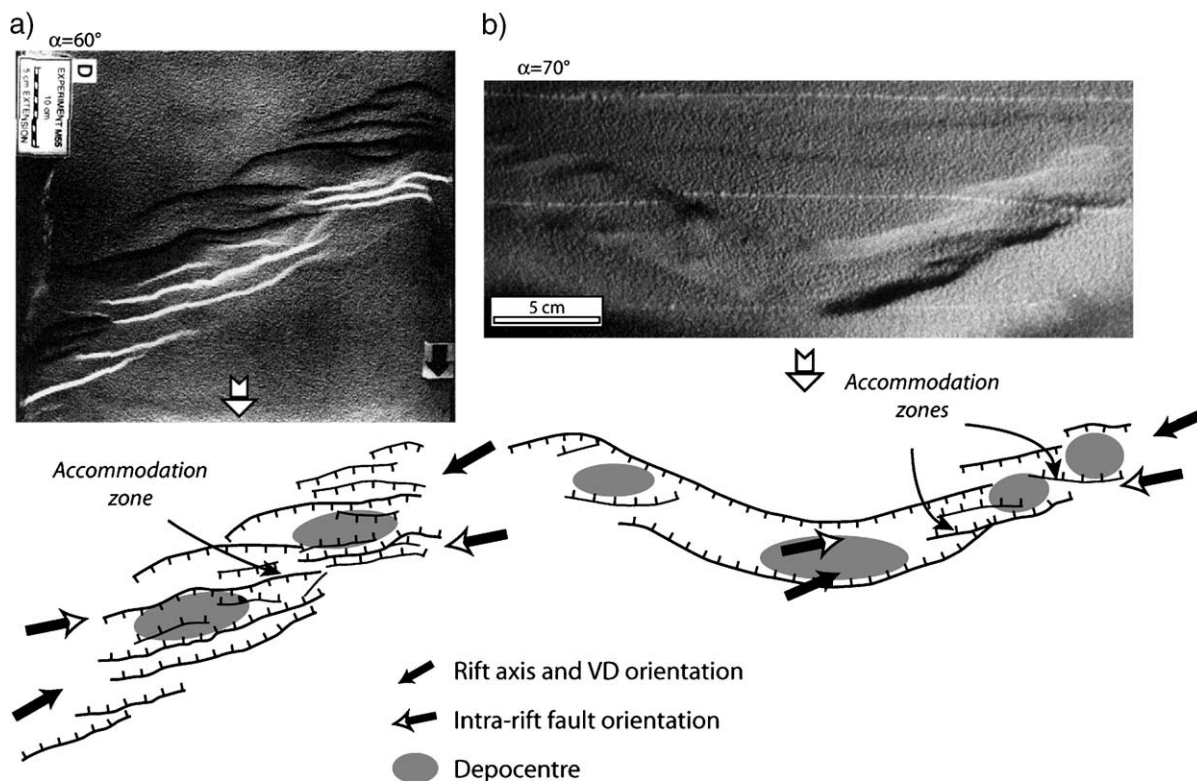 a)
α=60°
D
EXPERIMENT M55
10 cm
5 cm EXTENSION
b)
α=70°
5 cm
Accommodation
zones
Accommodation
zone
Rift axis and VD orientation
Intra-rift fault orientation
Depocentre